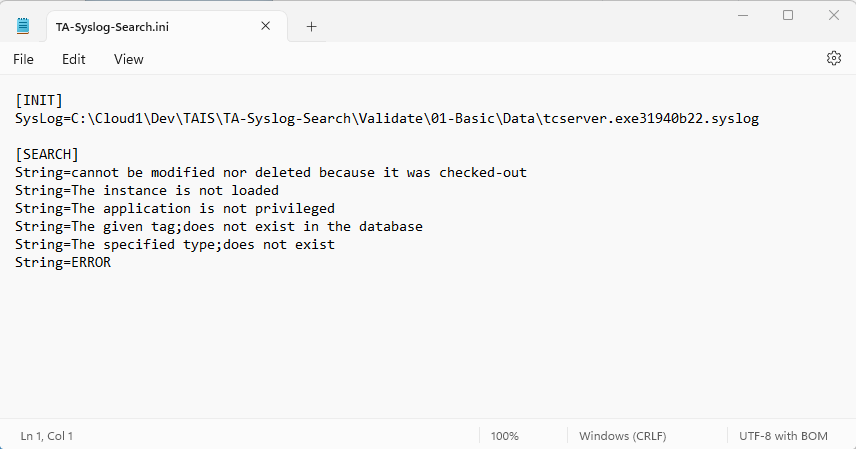 TA-Syslog-Search.ini
File Edit View
[INIT]
SysLog=C:\Cloud1\Dev\TAIS\TA-Syslog-Search\Validate\01-Basic\Data\tcserver.exe31940b22.syslog
[SEARCH]
String=cannot be modified nor deleted because it was checked-out
String=The instance is not loaded
String=The application is not privileged
String=The given tag;does not exist in the database
String=The specified type;does not exist
String=ERROR
Ln 1, Col 1 100% Windows (CRLF) UTF-8 with BOM